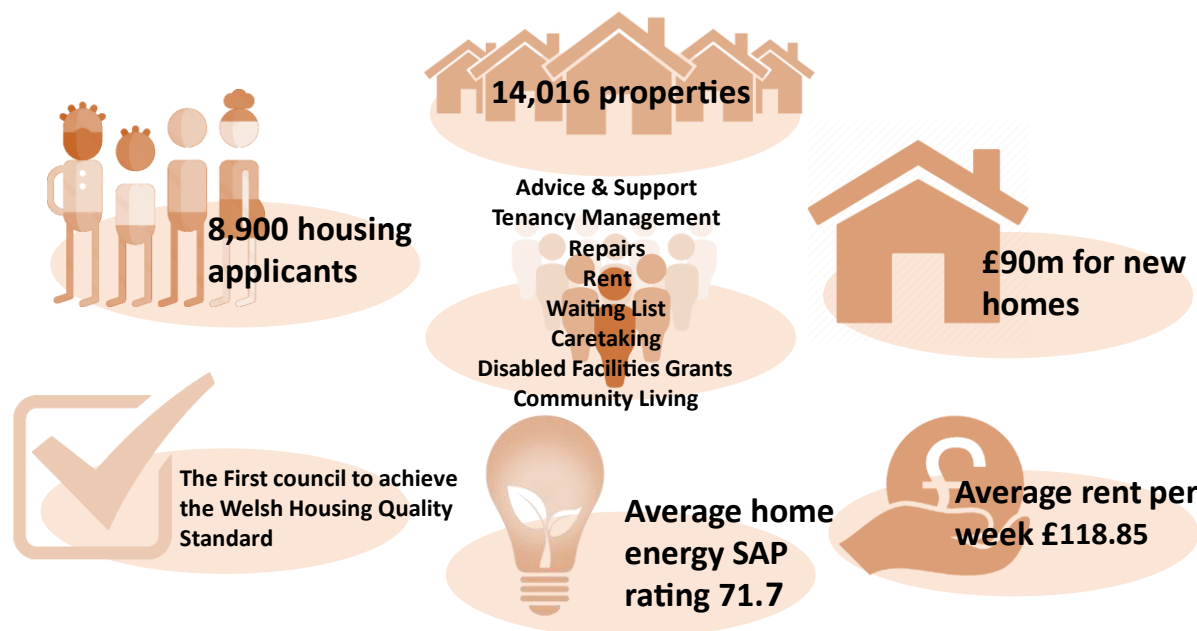 14,016 properties
8,900 housing
applicants
Advice & Support
Tenancy Management
Repairs
Rent
Waiting List
Caretaking
Disabled Facilities Grants
Community Living
£90m for new
homes
The First council to achieve
the Welsh Housing Quality
Standard
Average home
energy SAP
rating 71.7
£
Average rent per
week £118.85